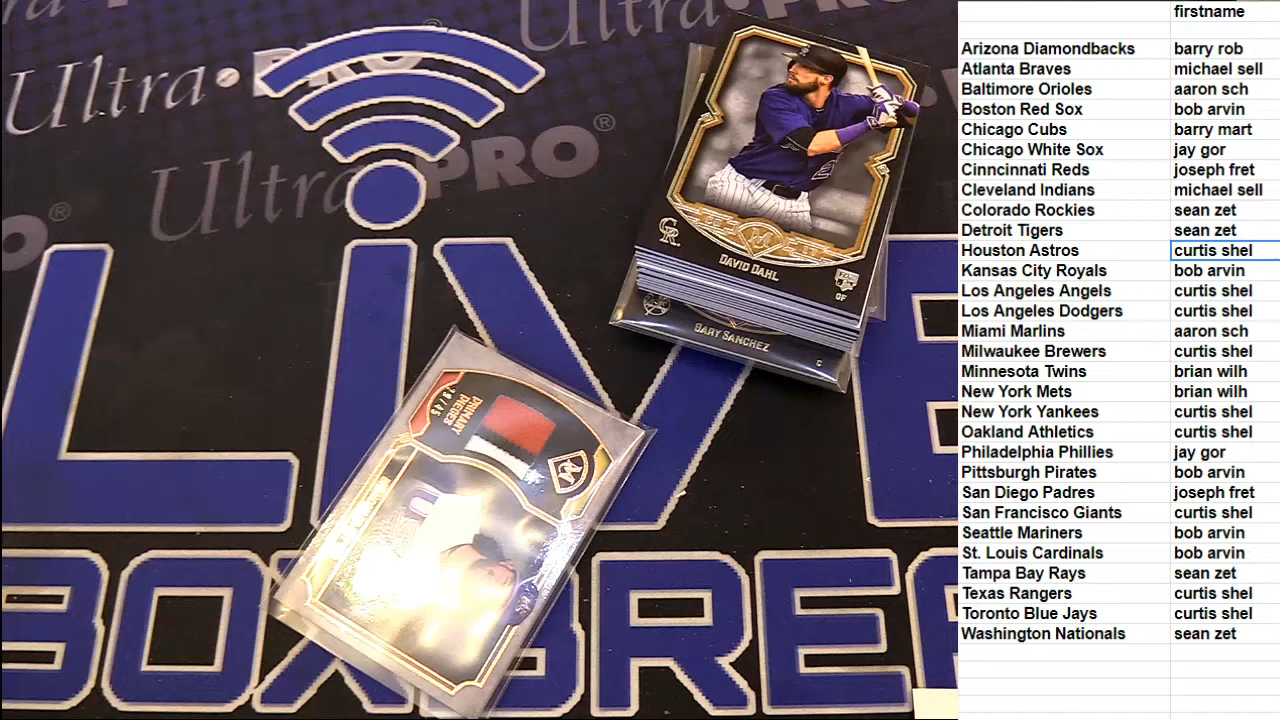 Ultra•PRO®
Ultra•PRO
Ultra•PRO®
LIVE
BOXBREA
CR
DAVID DAHL
OF
GARY SANCHEZ
C
PRIMARY PIECES
M
firstname
Arizona Diamondbacks barry rob
Atlanta Braves michael sell
Baltimore Orioles aaron sch
Boston Red Sox bob arvin
Chicago Cubs barry mart
Chicago White Sox jay gor
Cinncinnati Reds joseph fret
Cleveland Indians michael sell
Colorado Rockies sean zet
Detroit Tigers sean zet
Houston Astros curtis shel
Kansas City Royals bob arvin
Los Angeles Angels curtis shel
Los Angeles Dodgers curtis shel
Miami Marlins aaron sch
Milwaukee Brewers curtis shel
Minnesota Twins brian wilh
New York Mets brian wilh
New York Yankees curtis shel
Oakland Athletics curtis shel
Philadelphia Phillies jay gor
Pittsburgh Pirates bob arvin
San Diego Padres joseph fret
San Francisco Giants curtis shel
Seattle Mariners bob arvin
St. Louis Cardinals bob arvin
Tampa Bay Rays sean zet
Texas Rangers curtis shel
Toronto Blue Jays curtis shel
Washington Nationals sean zet